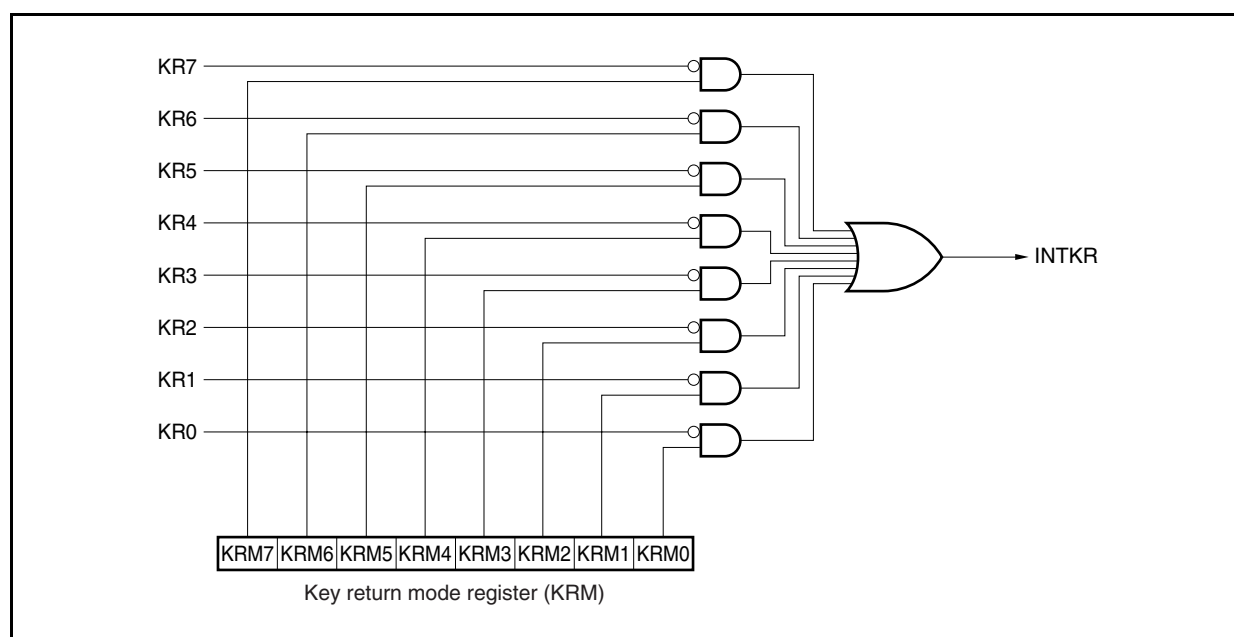 KR7
KR6
KR5
KR4
KR3
KR2
KR1
KR0
INTKR
KRM7 KRM6 KRM5 KRM4 KRM3 KRM2 KRM1 KRM0
Key return mode register (KRM)